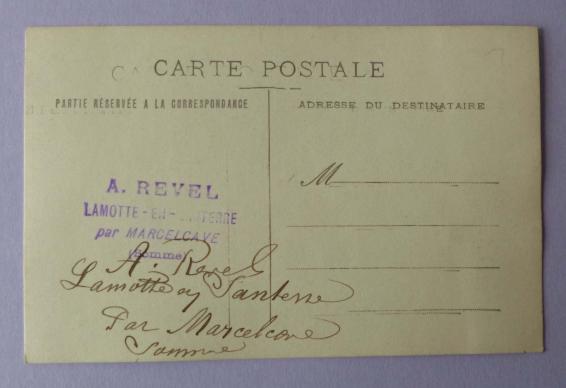 CARTE POSTALE
PARTIE RÉSERVÉE A LA CORRESPONDANCE
ADRESSE DU DESTINATAIRE
M
A. REVEL
LAMOTTE-EN-SANTERRE
par MARCELCAVE
(Somme)
A. Revel
Lamotte en Santerre
Par Marcelcave
Somme